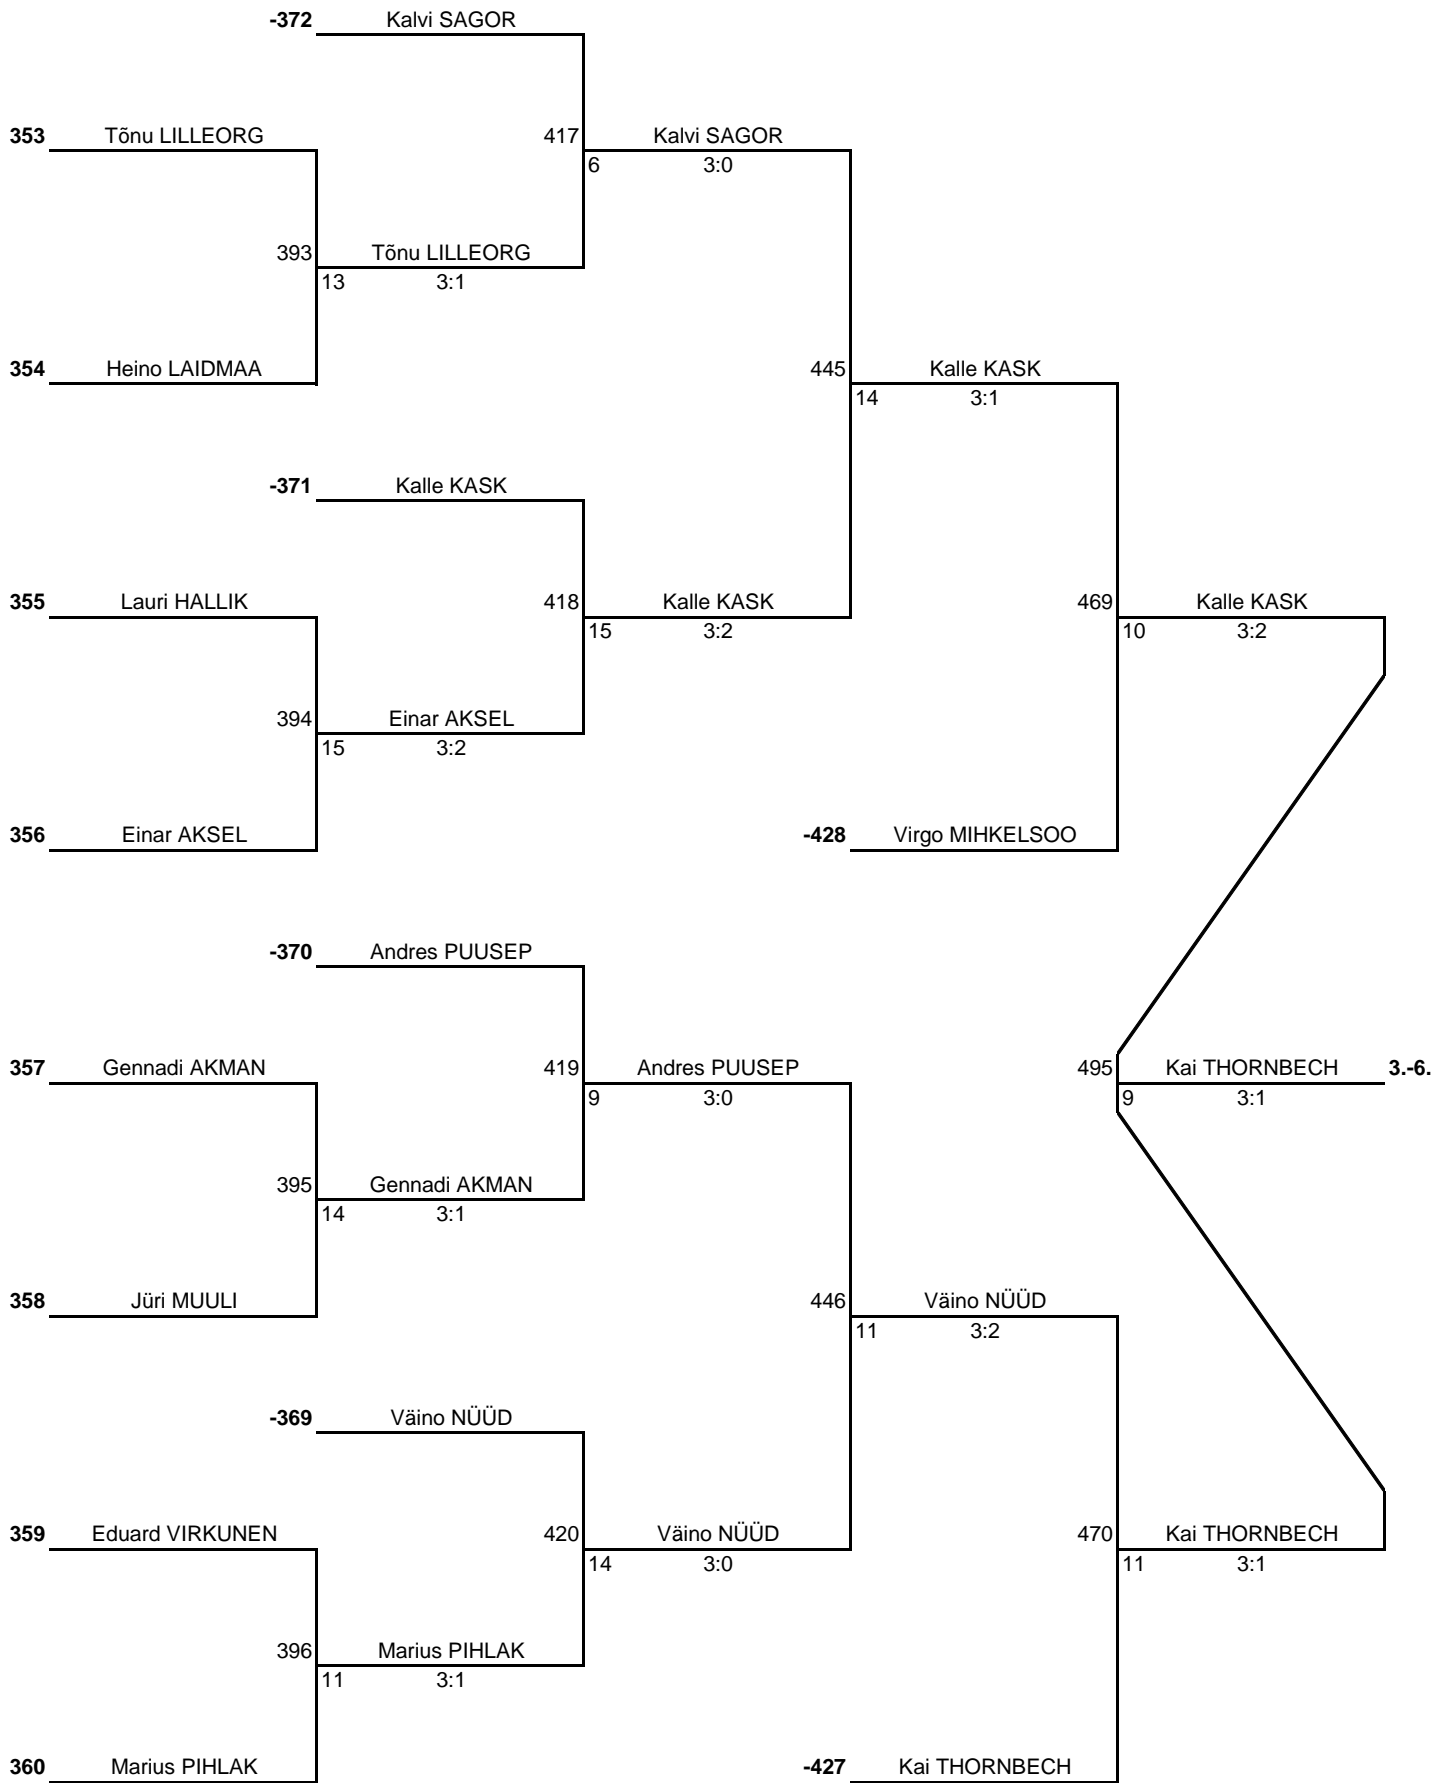 -372 Kalvi SAGOR
353 Tõnu LILLEORG 417 Kalvi SAGOR
6 3:0
393 Tõnu LILLEORG
13 3:1
354 Heino LAIDMAA 445 Kalle KASK
14 3:1
-371 Kalle KASK
355 Lauri HALLIK 418 Kalle KASK 469 Kalle KASK
15 3:2 10 3:2
394 Einar AKSEL
15 3:2
356 Einar AKSEL -428 Virgo MIHKELSOO
-370 Andres PUUSEP
357 Gennadi AKMAN 419 Andres PUUSEP 495 Kai THORNBECH 3.-6.
9 3:0 9 3:1
395 Gennadi AKMAN
14 3:1
358 Jüri MUULI 446 Väino NÜÜD
11 3:2
-369 Väino NÜÜD
359 Eduard VIRKUNEN 420 Väino NÜÜD 470 Kai THORNBECH
14 3:0 11 3:1
396 Marius PIHLAK
11 3:1
360 Marius PIHLAK -427 Kai THORNBECH